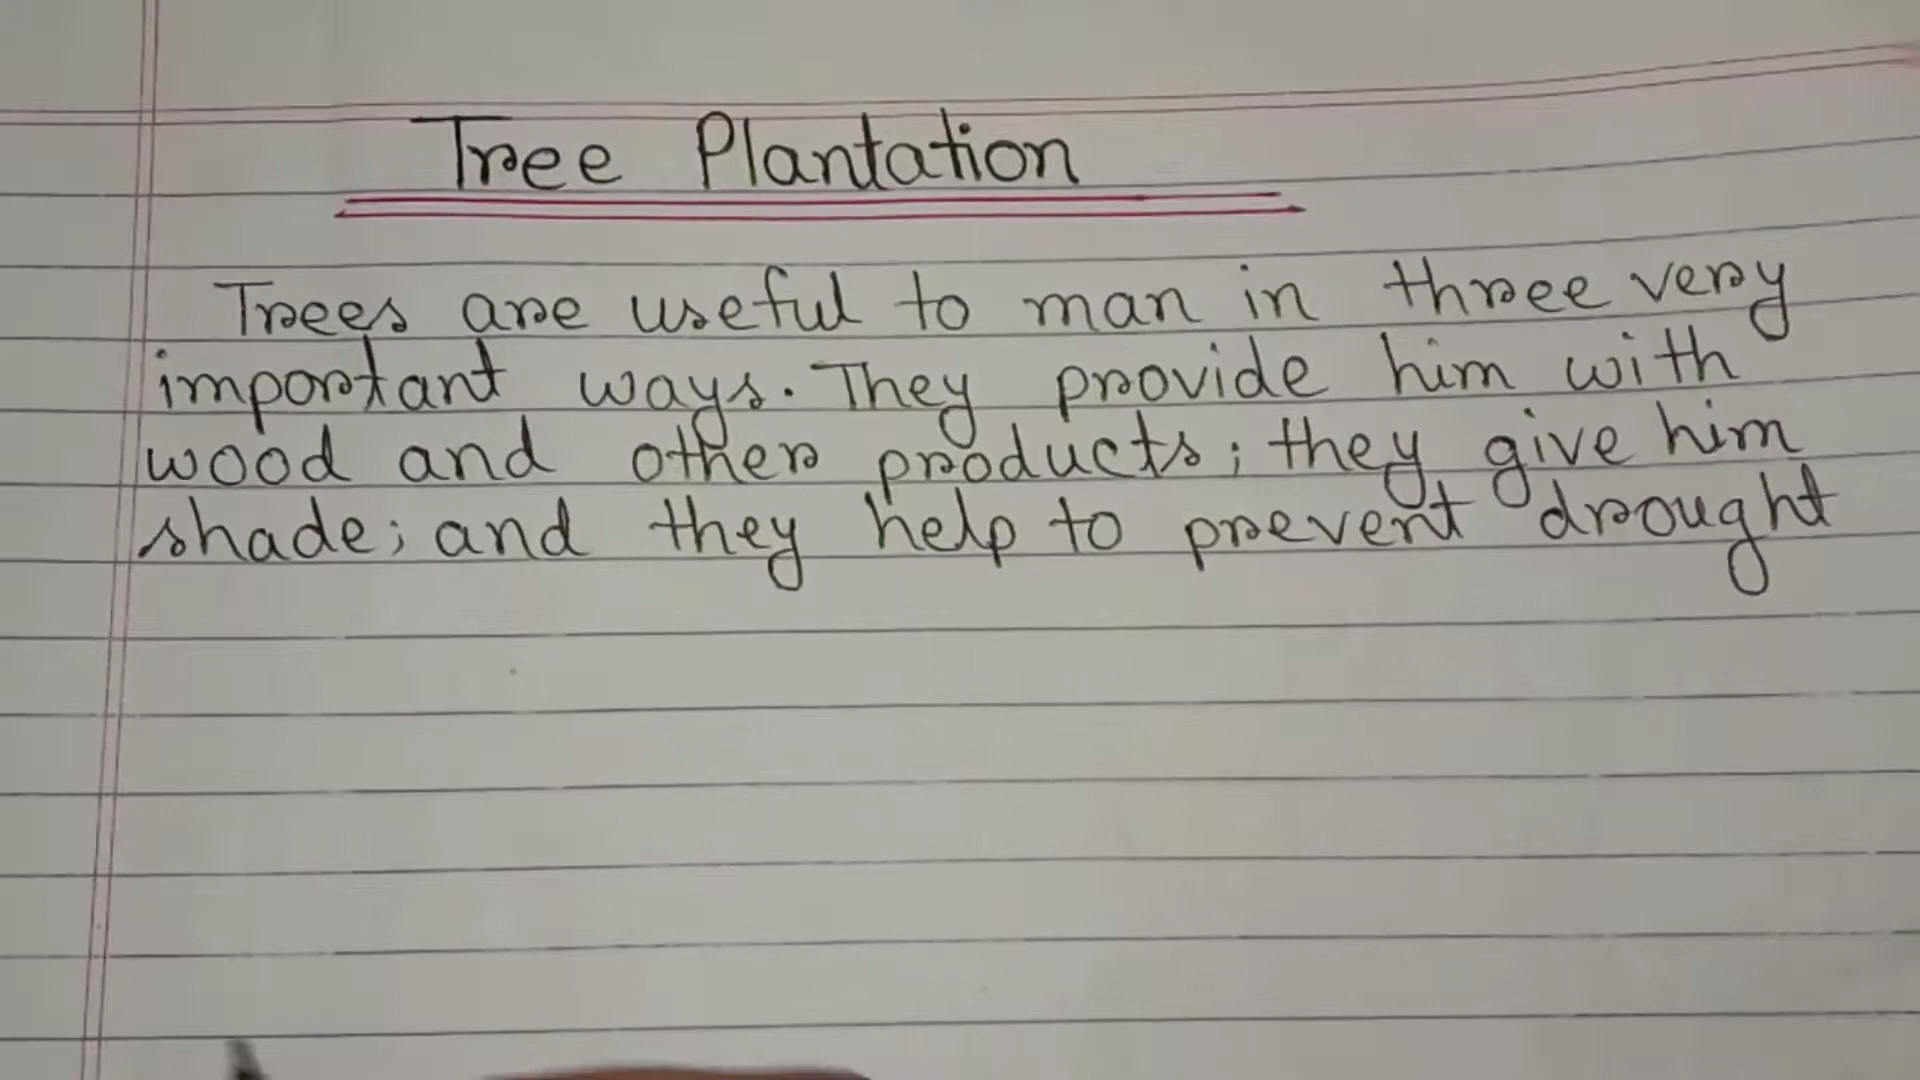 Tree Plantation
Trees are useful to man in three very
important ways. They provide him with
wood and other products; they give him
shade; and they help to prevent drought